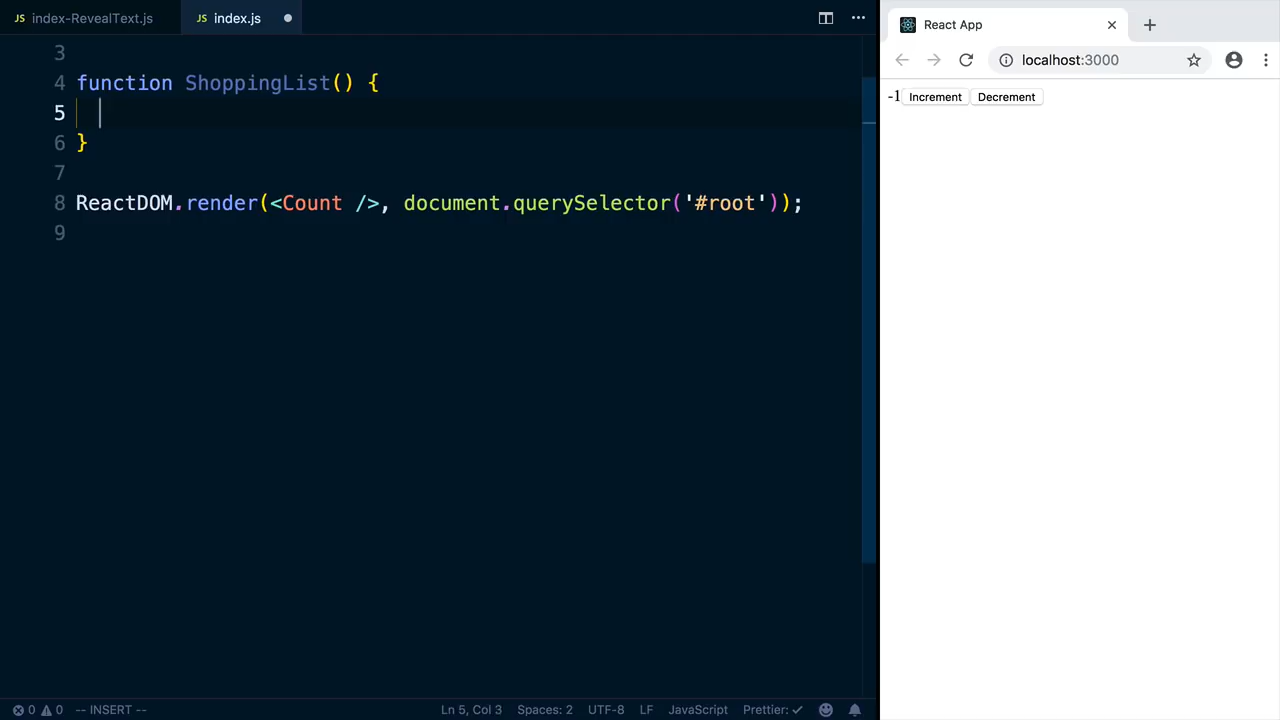 JS index-RevealText.js
JS index.js
React App
localhost:3000
3
4 function ShoppingList() {
5
6 }
7
8 ReactDOM.render(<Count />, document.querySelector('#root'));
9
-1 Increment Decrement
0 0 -- INSERT -- Ln 5, Col 3 Spaces: 2 UTF-8 LF JavaScript Prettier: ✓